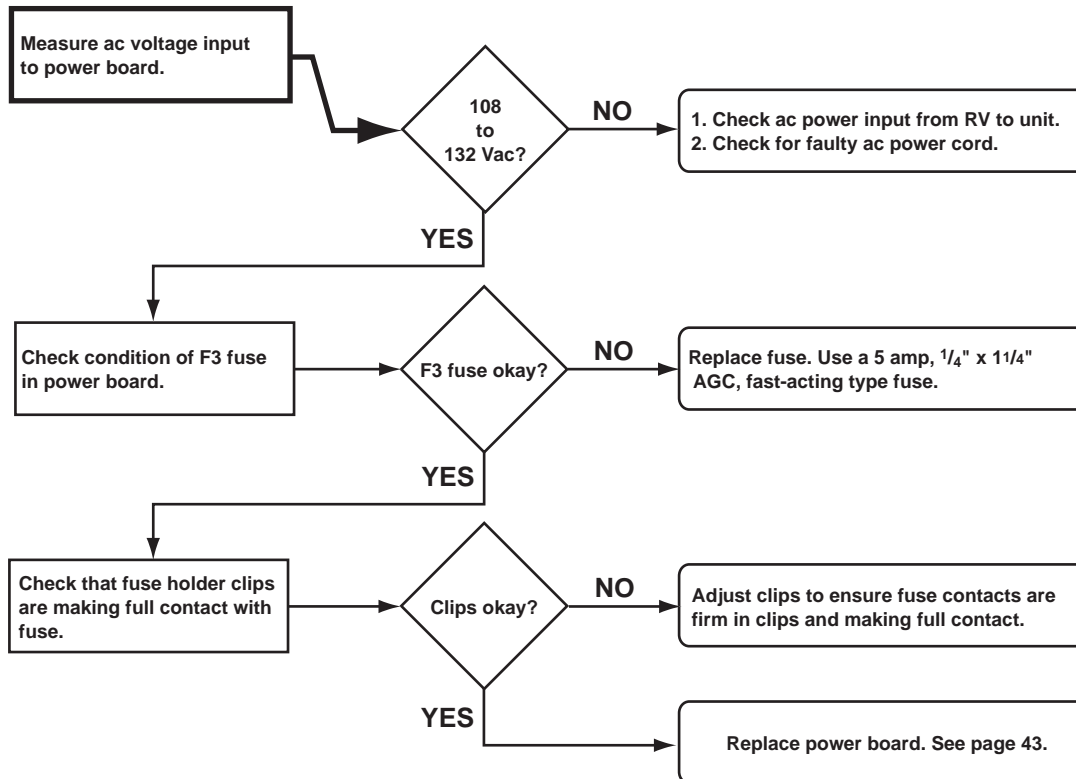 Measure ac voltage input
to power board.
108
to
132 Vac?
NO
1. Check ac power input from RV to unit.
2. Check for faulty ac power cord.
YES
Check condition of F3 fuse
in power board.
F3 fuse okay?
NO
Replace fuse. Use a 5 amp, 1/4" x 11/4"
AGC, fast-acting type fuse.
YES
Check that fuse holder clips
are making full contact with
fuse.
Clips okay?
NO
Adjust clips to ensure fuse contacts are
firm in clips and making full contact.
YES
Replace power board. See page 43.